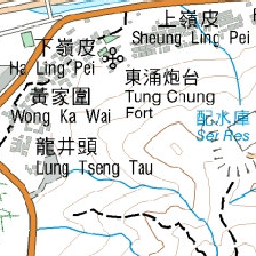 上嶺皮
Sheung Ling Pei
下嶺皮
Ha Ling Pei
東涌炮台
Tung Chung
Fort
黃家圍
Wong Ka Wai
配水庫
Ser Res
龍井頭
Lung Tseng Tau